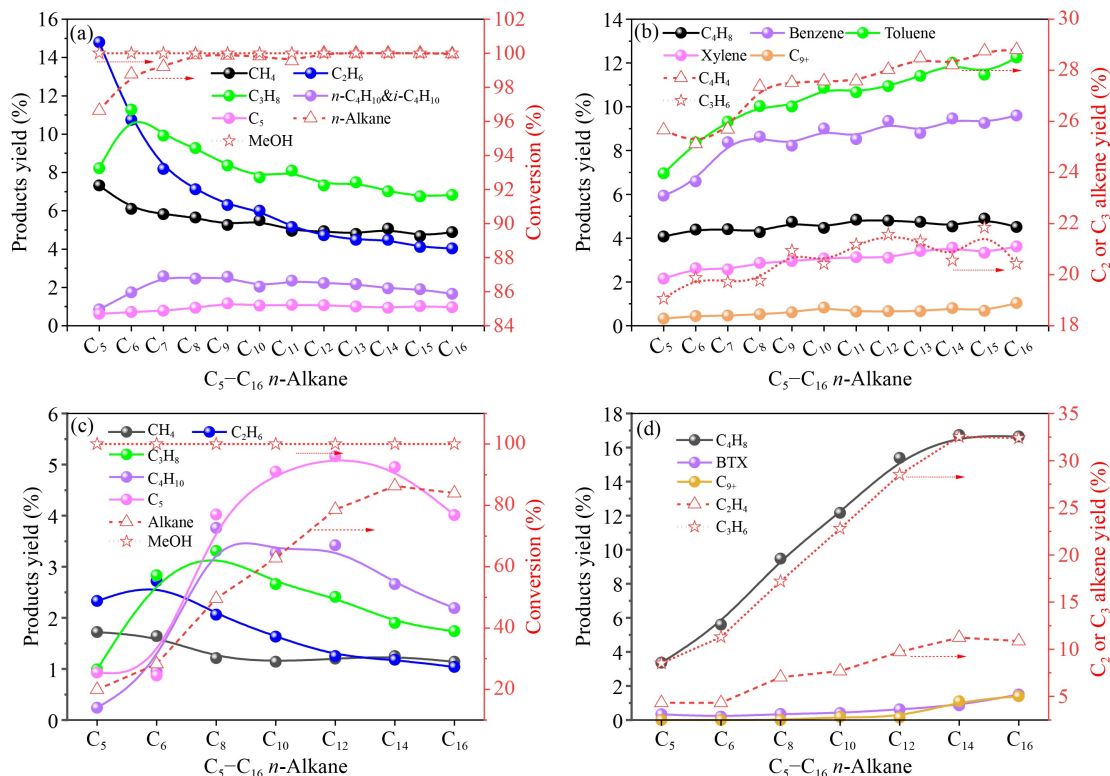 (a)
Products yield (%)
16
14
12
10
8
6
4
2
0
CH₄
C₂H₆
C₃H₈
n-C₄H₁₀&i-C₄H₁₀
C₅
n-Alkane
MeOH
102
100
98
96
94
92
90
88
86
84
Conversion (%)
C₅ C₆ C₇ C₈ C₉ C₁₀ C₁₁ C₁₂ C₁₃ C₁₄ C₁₅ C₁₆
C₅−C₁₆ n-Alkane
(b)
Products yield (%)
14
12
10
8
6
4
2
0
C₄H₈
Benzene
Toluene
Xylene
C₉₊
C₄H₄
C₃H₆
30
28
26
24
22
20
18
C₂ or C₃ alkene yield (%)
C₅ C₆ C₇ C₈ C₉ C₁₀ C₁₁ C₁₂ C₁₃ C₁₄ C₁₅ C₁₆
C₅−C₁₆ n-Alkane
(c)
Products yield (%)
6
5
4
3
2
1
0
CH₄
C₂H₆
C₃H₈
C₄H₁₀
C₅
Alkane
MeOH
100
80
60
40
20
Conversion (%)
C₅ C₆ C₈ C₁₀ C₁₂ C₁₄ C₁₆
C₅−C₁₆ n-Alkane
(d)
Products yield (%)
18
16
14
12
10
8
6
4
2
0
C₄H₈
BTX
C₉₊
C₂H₄
C₃H₆
35
30
25
20
15
10
5
C₂ or C₃ alkene yield (%)
C₅ C₆ C₈ C₁₀ C₁₂ C₁₄ C₁₆
C₅−C₁₆ n-Alkane